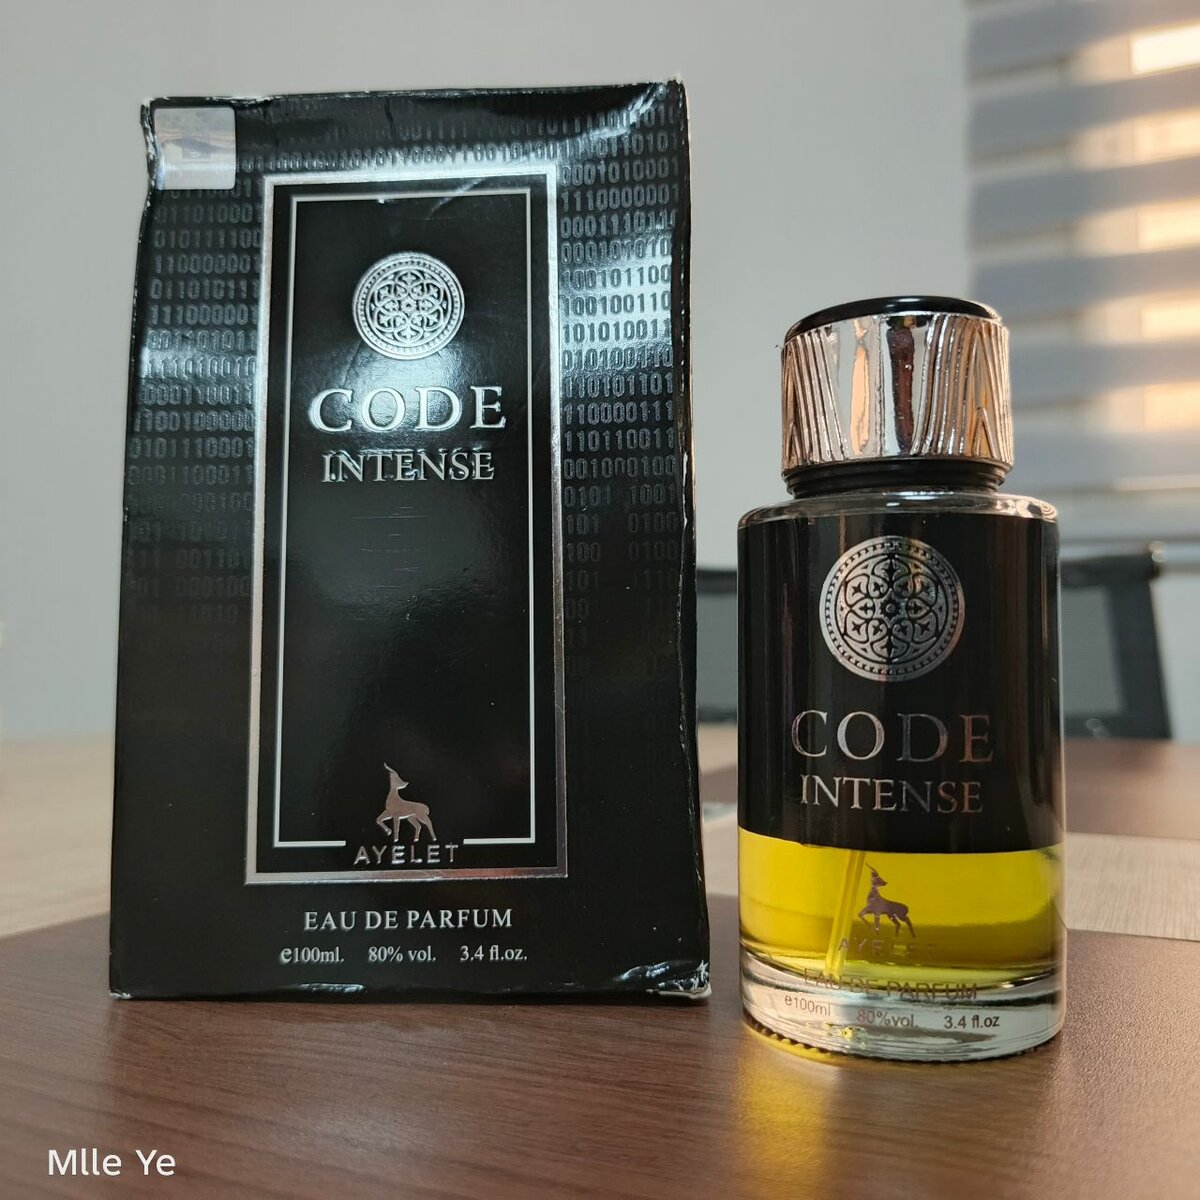 CODE
INTENSE
AYELET
EAU DE PARFUM
e100ml. 80% vol. 3.4 fl.oz.
CODE
INTENSE
AYELET
EAU DE PARFUM
e100ml 80%vol. 3.4 fl.oz
Mlle Ye